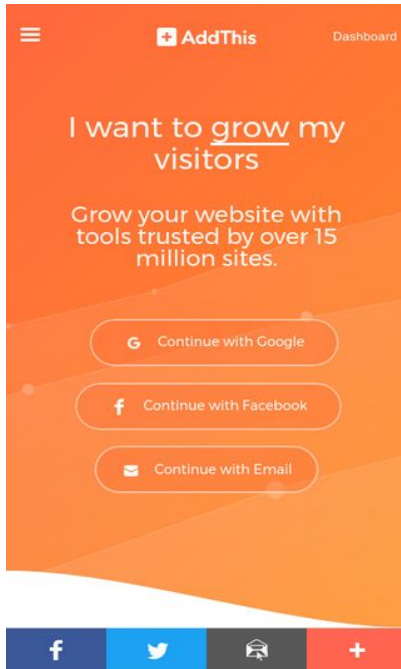 AddThis
Dashboard
I want to grow my
visitors
Grow your website with
tools trusted by over 15
million sites.
G Continue with Google
f Continue with Facebook
Continue with Email